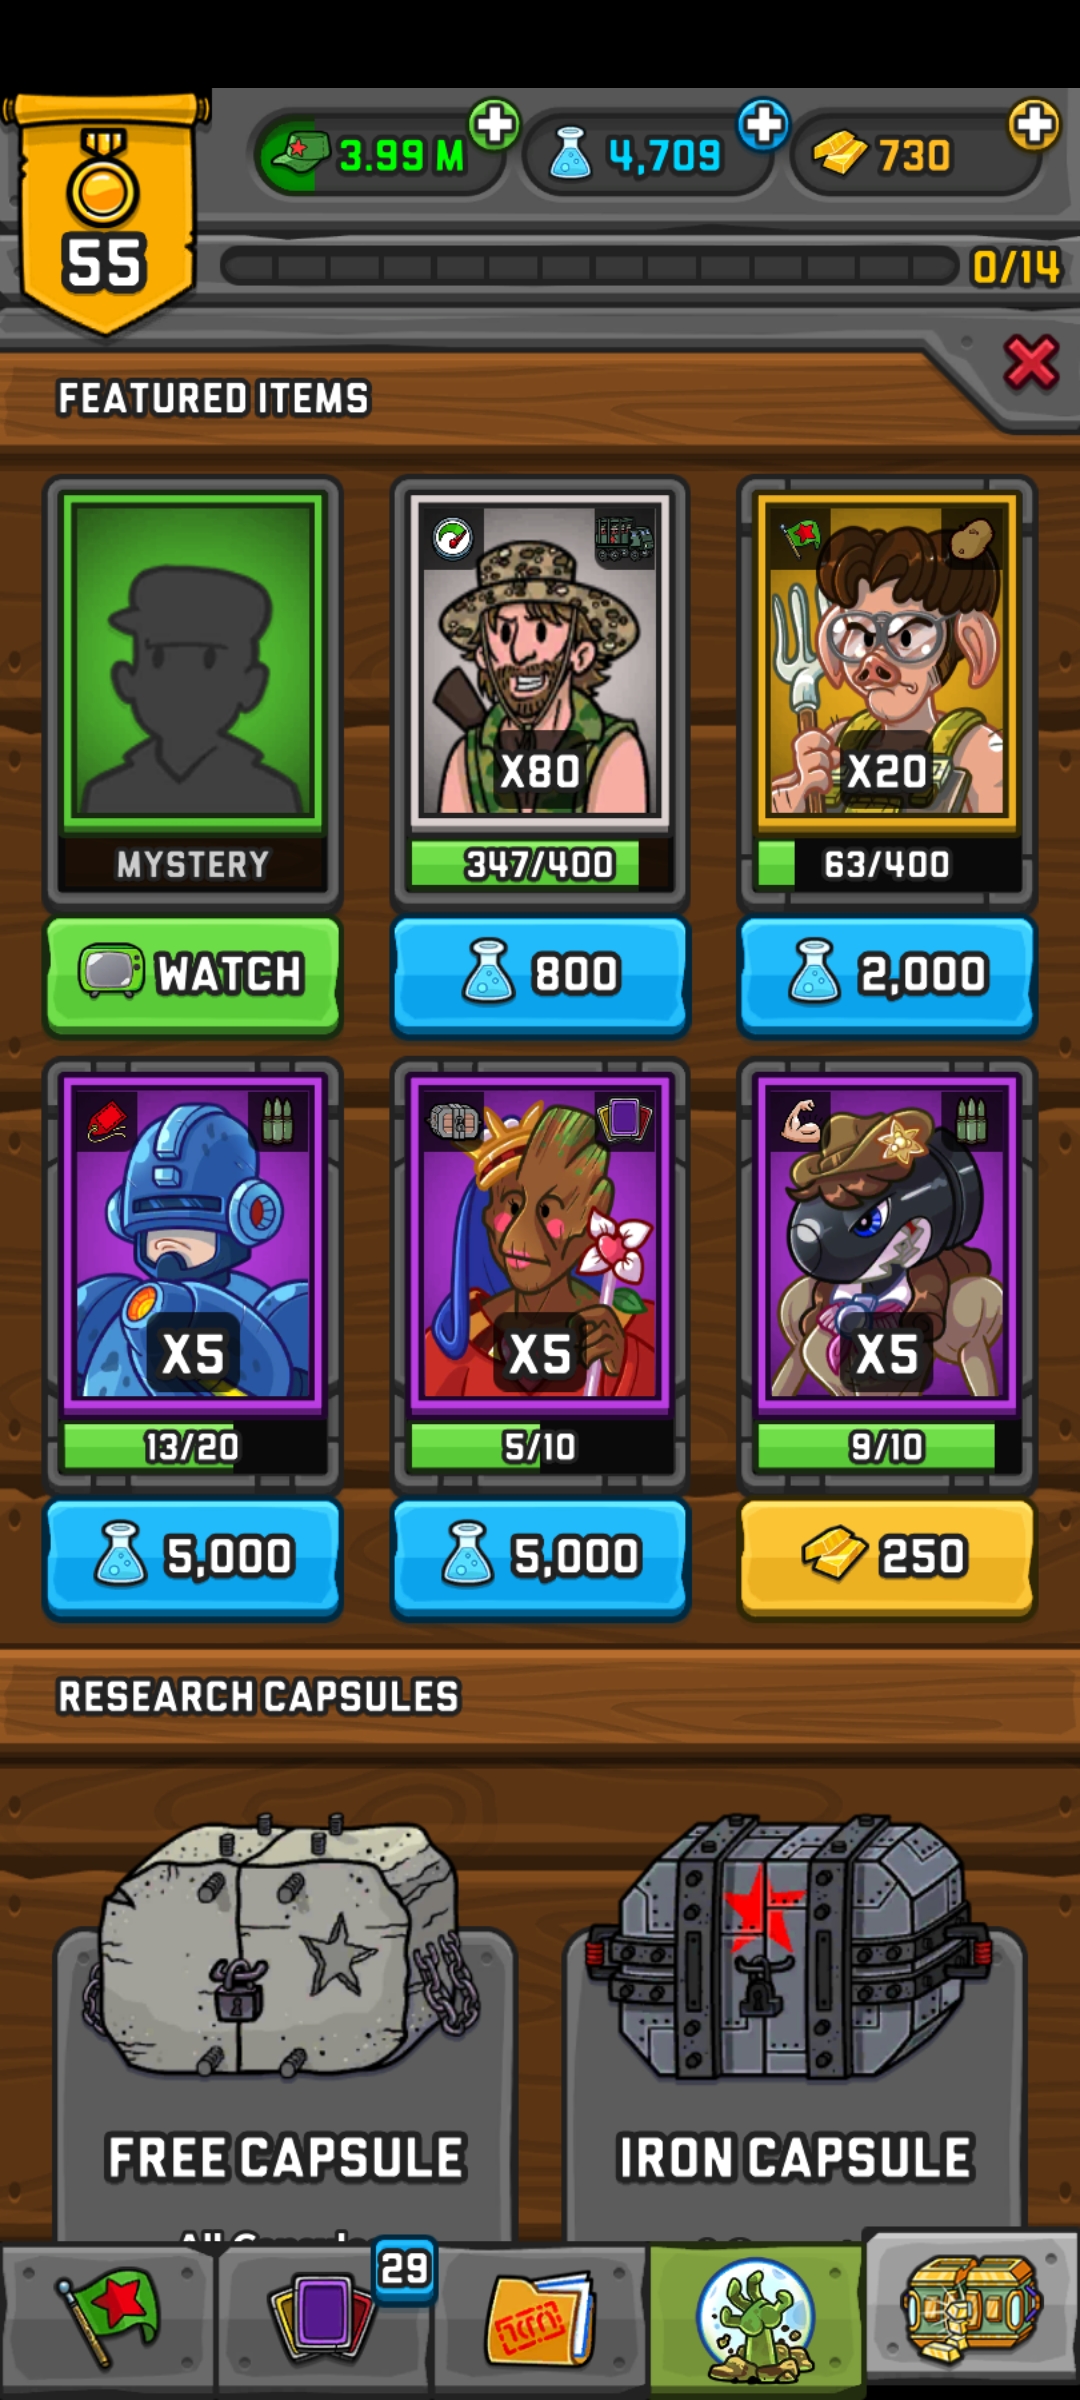 3.99 M
4,709
730
55
0/14
FEATURED ITEMS
X80
X20
MYSTERY
347/400
63/400
WATCH
800
2,000
X5
X5
X5
13/20
5/10
9/10
5,000
5,000
250
RESEARCH CAPSULES
FREE CAPSULE
IRON CAPSULE
29